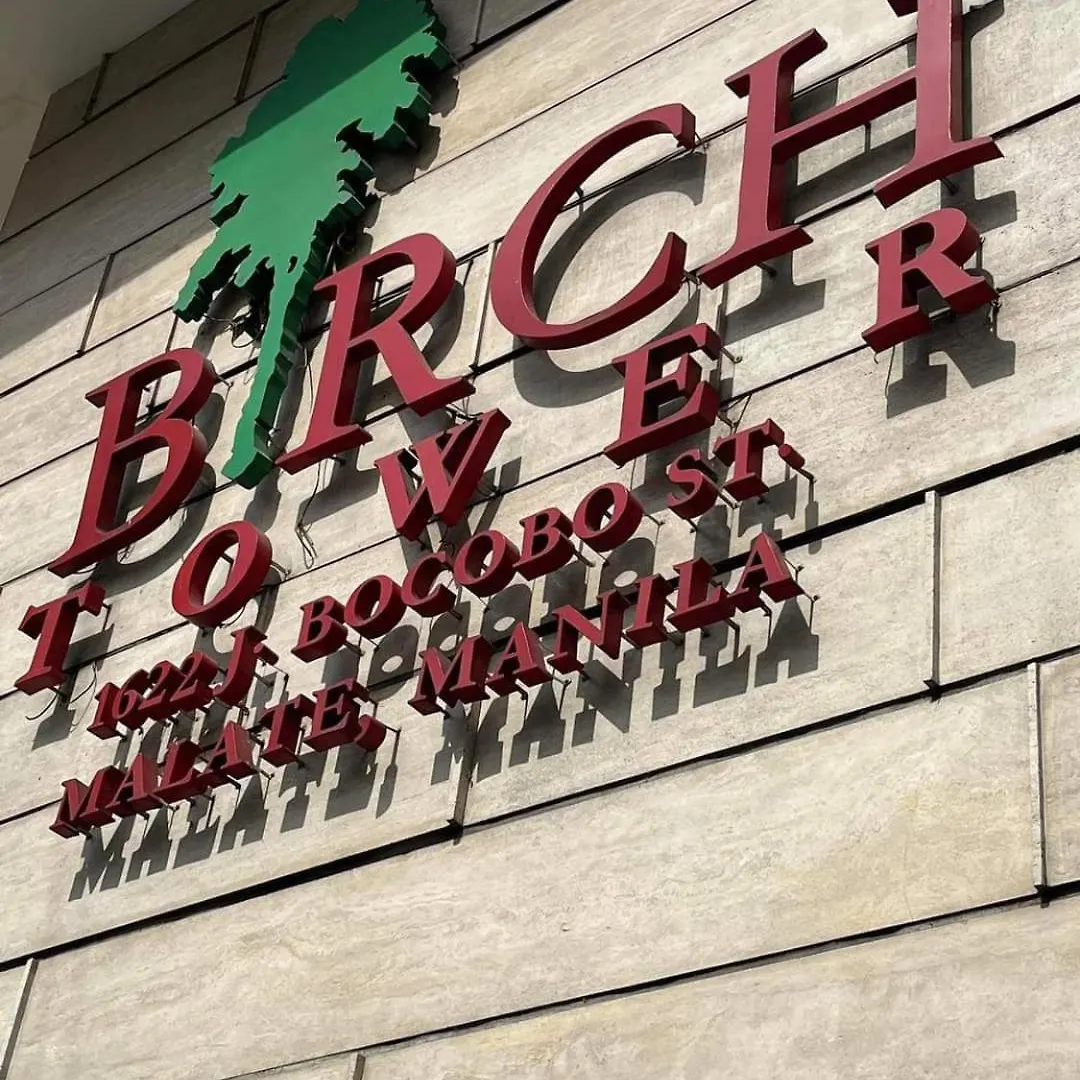 BIRCH
TOWER
1622 J. BOCOBO ST.
MALATE, MANILA